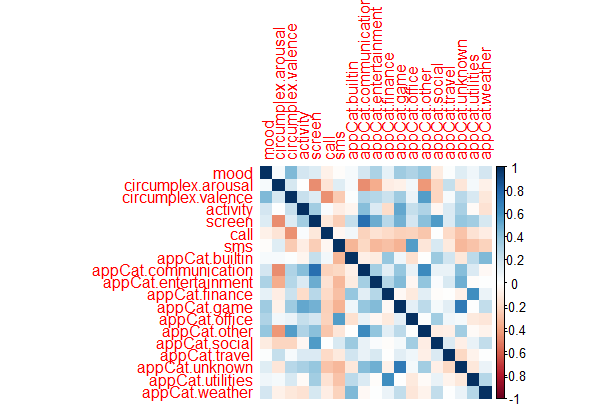 mood
circumplex.arousal
circumplex.valence
activity
screen
call
sms
appCat.builtin
appCat.communication
appCat.entertainment
appCat.finance
appCat.game
appCat.office
appCat.other
appCat.social
appCat.travel
appCat.unknown
appCat.utilities
appCat.weather
mood
circumplex.arousal
circumplex.valence
activity
screen
call
sms
appCat.builtin
appCat.communication
appCat.entertainment
appCat.finance
appCat.game
appCat.office
appCat.other
appCat.social
appCat.travel
appCat.unknown
appCat.utilities
appCat.weather
1
0.8
0.6
0.4
0.2
0
-0.2
-0.4
-0.6
-0.8
-1